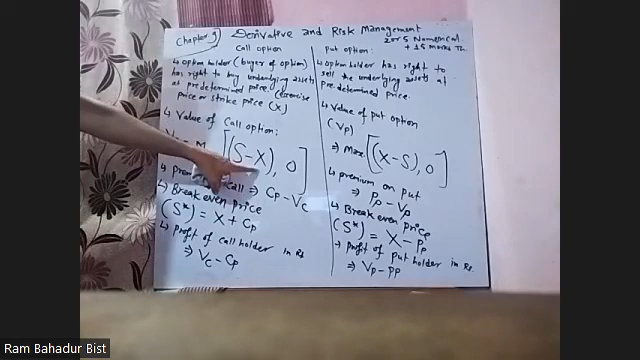 Chapter 9 Derivative and Risk Management
2 or 5 Numerical
+ 15 marks Th.
Call option
↳ option holder (buyer of option)
has right to buy underlying assets
at predetermined price. (exercise
price or strike price (X)
↳ Value of Call option:
[(S-X), 0]
call ⇒ Cp - Vc
↳ Break even price
(S*) = X + Cp
↳ Profit of call holder in Rs
⇒ Vc - Cp
put option:
↳ option holder has right to
sell the underlying assets at
pre determined price.
↳ Value of put option
(Vp)
⇒ Max [(X-S), 0]
↳ premium on put
⇒ Pp - Vp
↳ Break even price
(S*) = X - Pp
→ Profit of put holder in Rs.
⇒ Vp - Pp
Ram Bahadur Bist